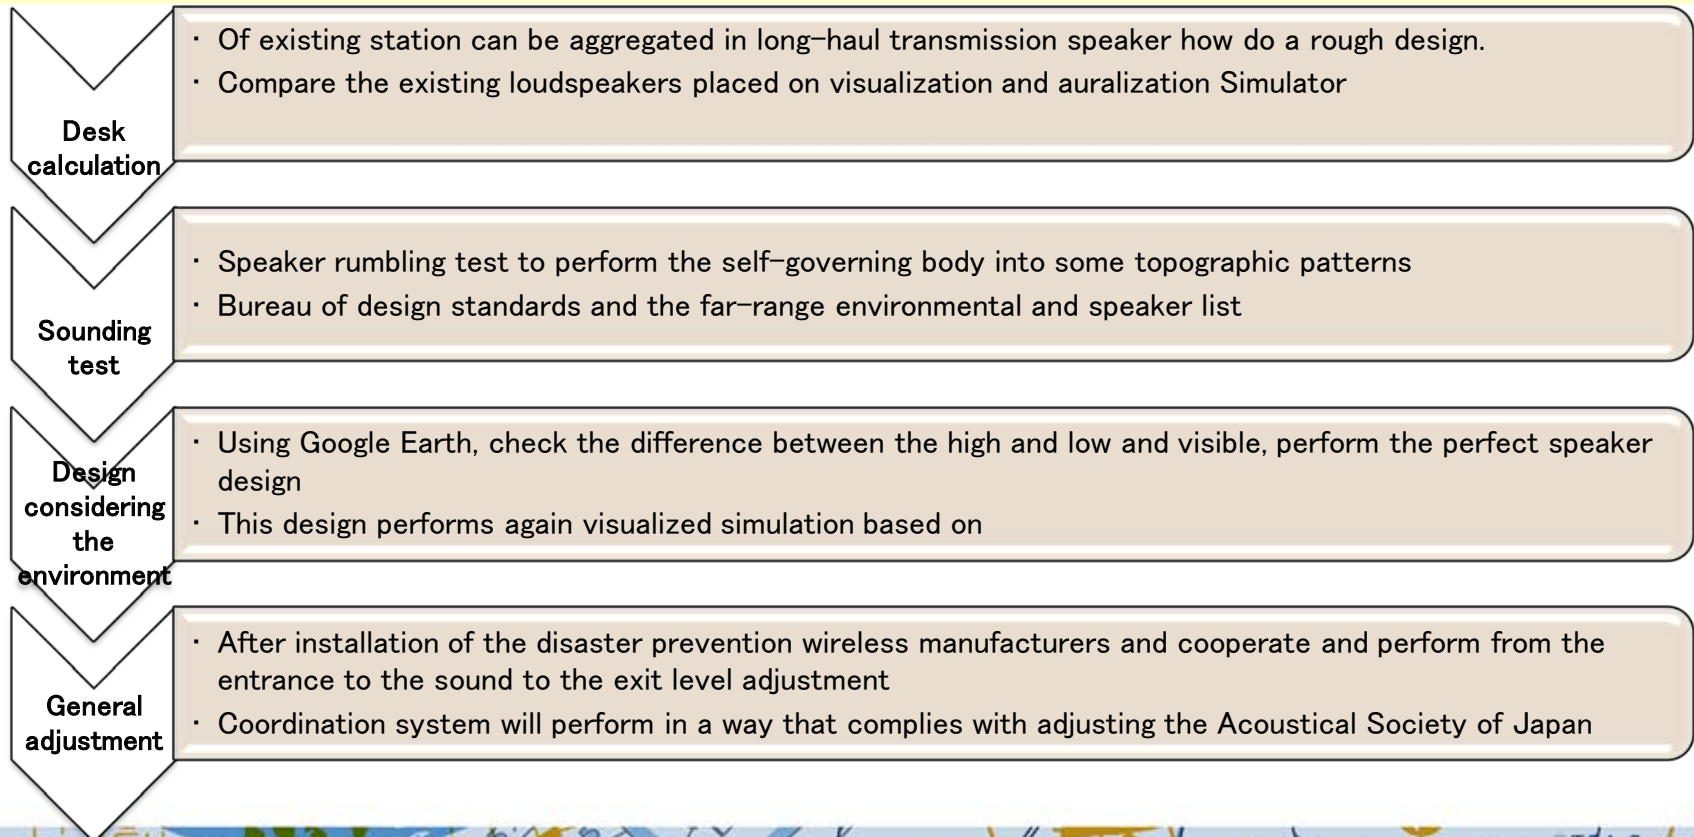 Desk
calculation
· Of existing station can be aggregated in long-haul transmission speaker how do a rough design.
· Compare the existing loudspeakers placed on visualization and auralization Simulator
Sounding
test
· Speaker rumbling test to perform the self-governing body into some topographic patterns
· Bureau of design standards and the far-range environmental and speaker list
Design
considering
the
environment
· Using Google Earth, check the difference between the high and low and visible, perform the perfect speaker
design
· This design performs again visualized simulation based on
General
adjustment
· After installation of the disaster prevention wireless manufacturers and cooperate and perform from the
entrance to the sound to the exit level adjustment
· Coordination system will perform in a way that complies with adjusting the Acoustical Society of Japan